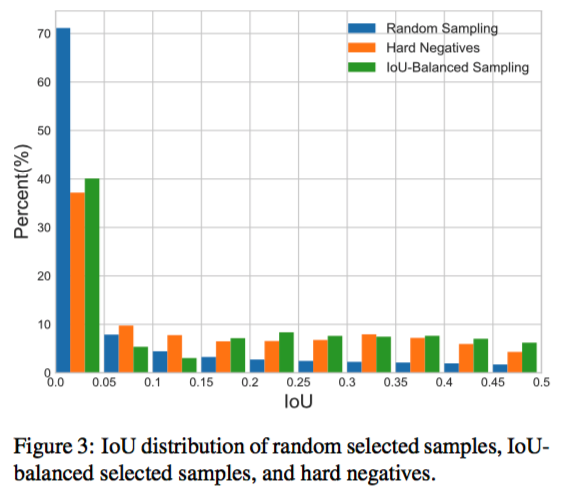 70
60
50
40
30
20
10
0
Percent(%)
Random Sampling
Hard Negatives
IoU-Balanced Sampling
0.0 0.05 0.1 0.15 0.2 0.25 0.3 0.35 0.4 0.45 0.5
IoU
Figure 3: IoU distribution of random selected samples, IoU-
balanced selected samples, and hard negatives.